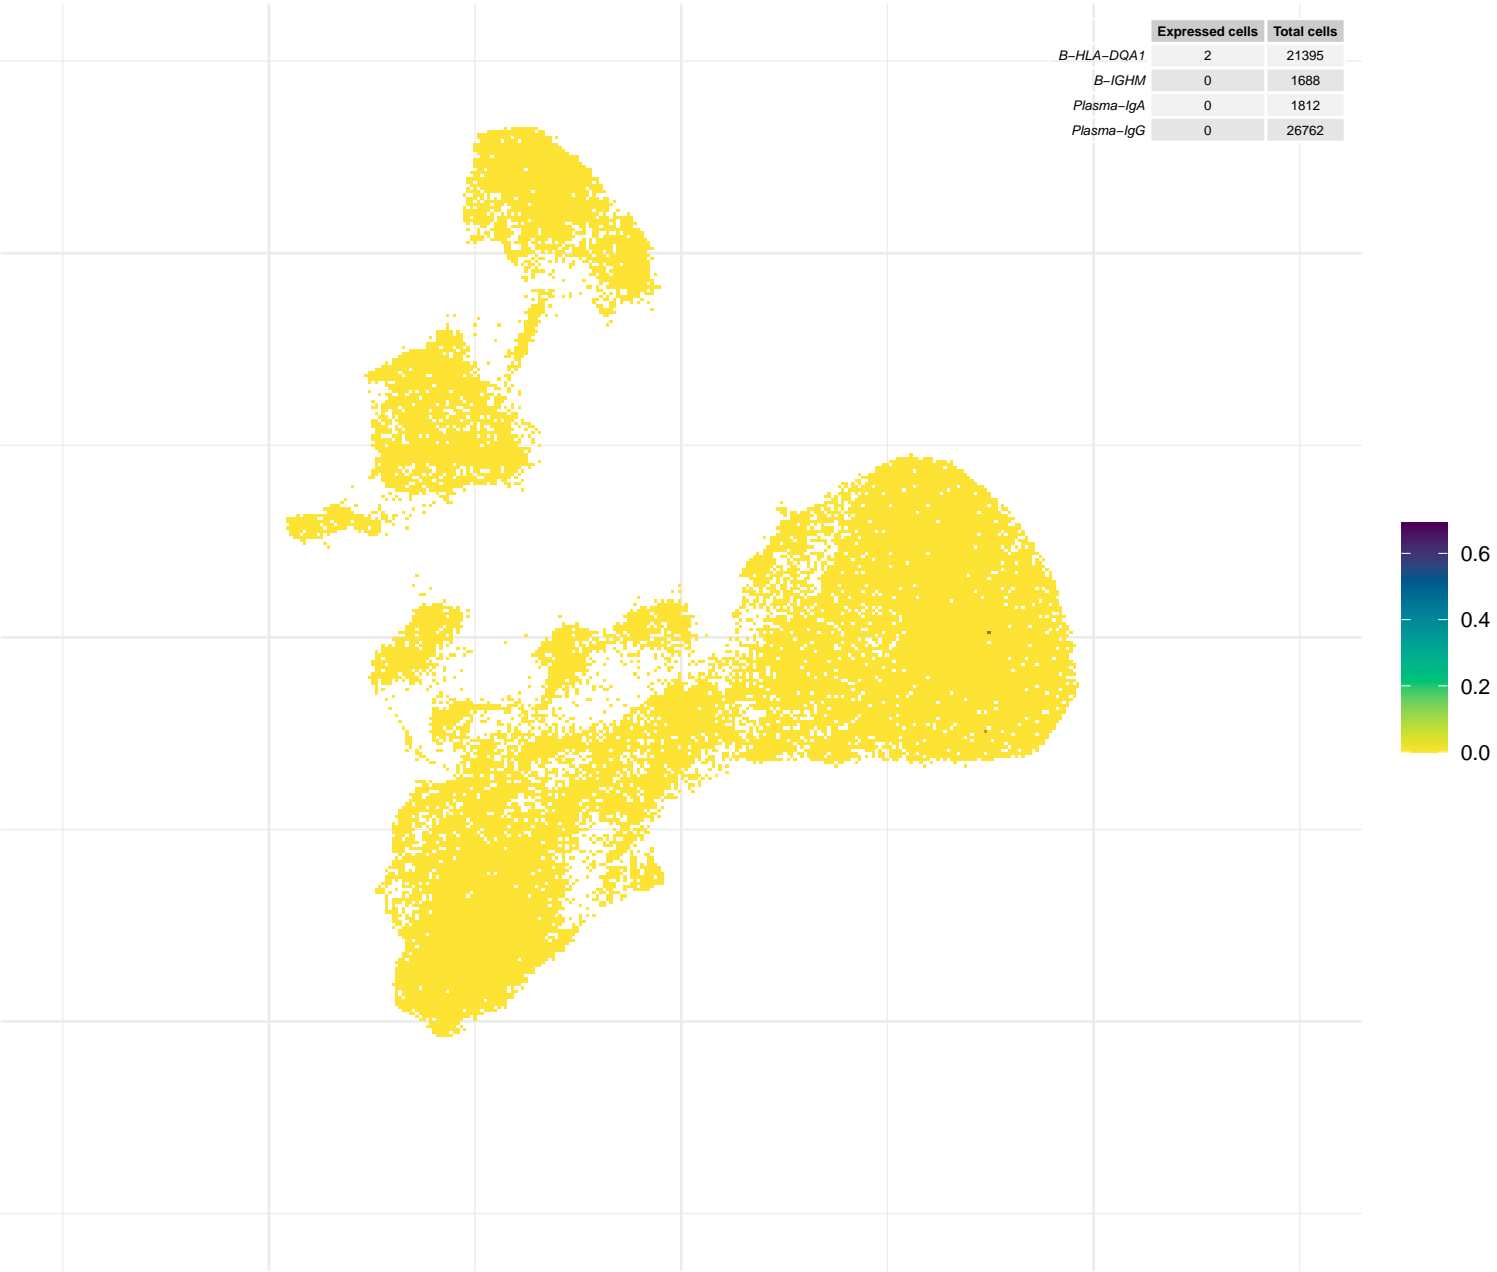 Expressed cells Total cells
B−HLA−DQA1 2 21395
B−IGHM 0 1688
Plasma−IgA 0 1812
Plasma−IgG 0 26762
0.6
0.4
0.2
0.0